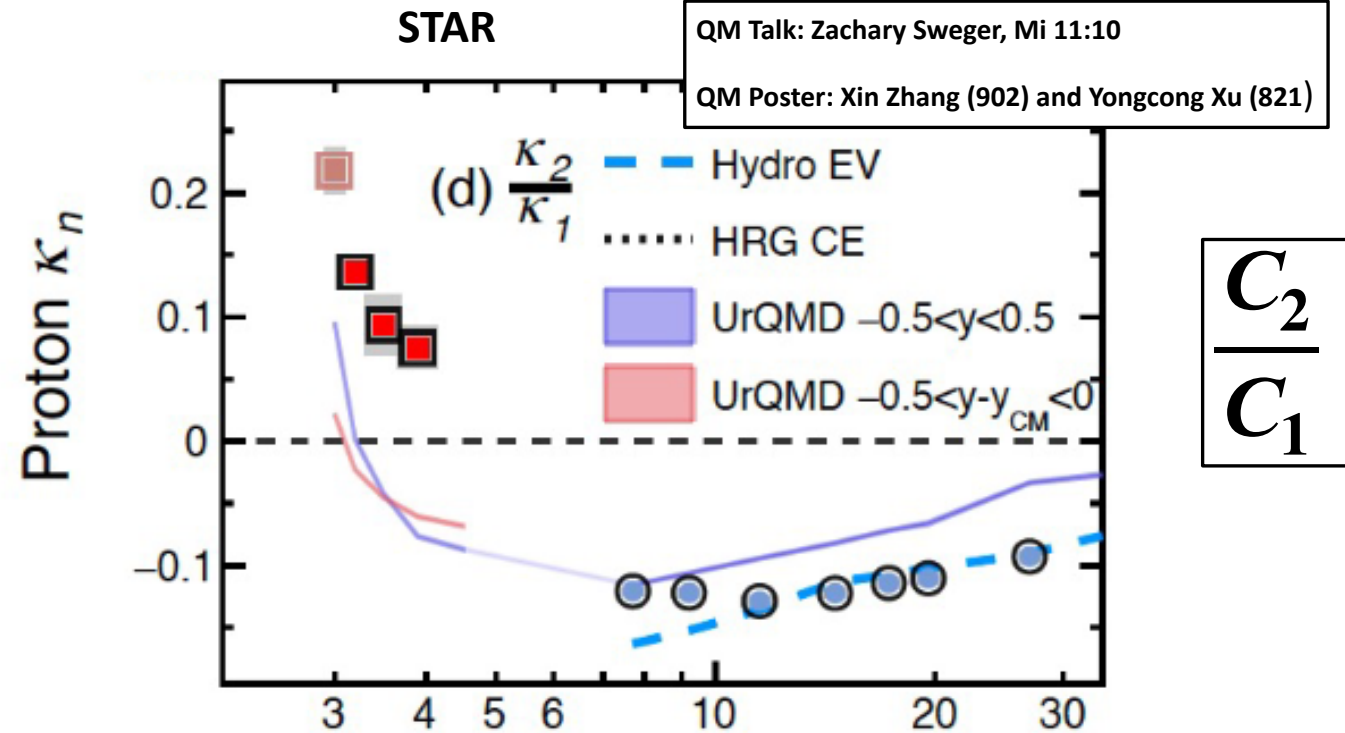 STAR
QM Talk: Zachary Sweger, Mi 11:10
QM Poster: Xin Zhang (902) and Yongcong Xu (821)
Proton κn
0.2
0.1
0
−0.1
(d) κ2
κ1
Hydro EV
HRG CE
UrQMD −0.5<y<0.5
UrQMD −0.5<y-yCM<0
3 4 5 6 10 20 30
C2
C1